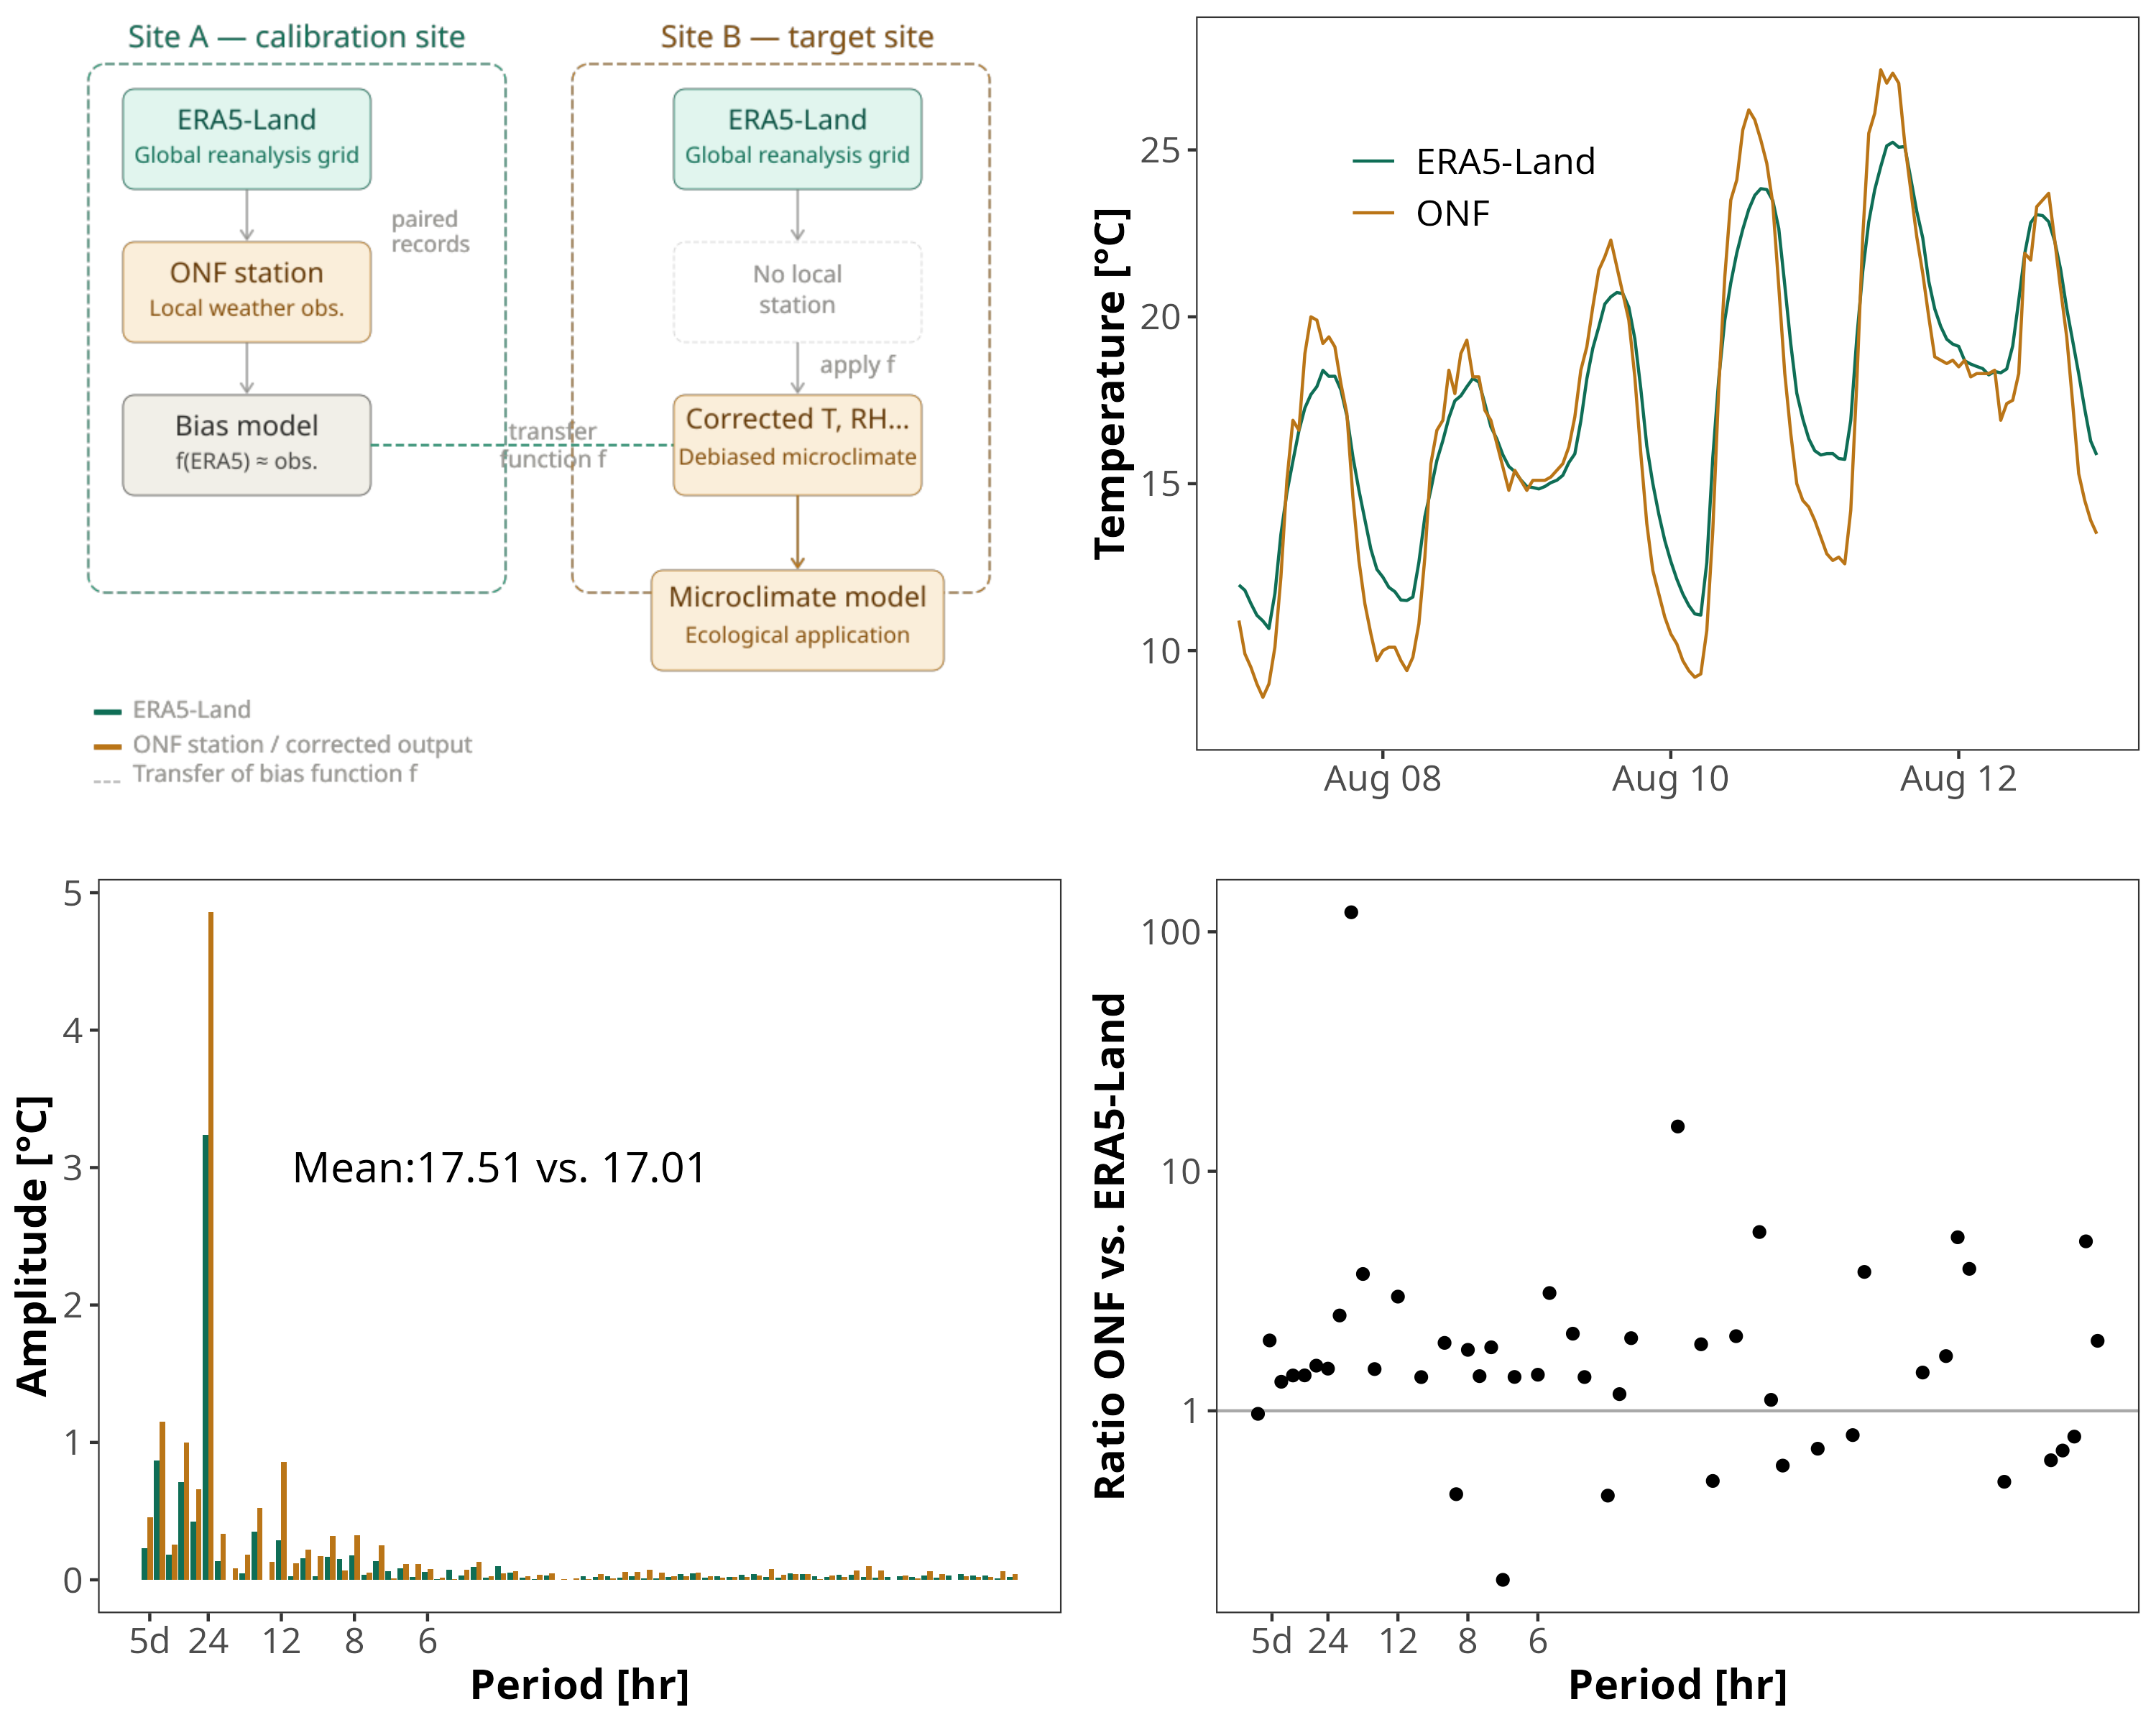 Site A — calibration site
ERA5-Land
Global reanalysis grid
paired
records
ONF station
Local weather obs.
Bias model
f(ERA5) ≈ obs.
transfer
function f
Site B — target site
ERA5-Land
Global reanalysis grid
No local
station
apply f
Corrected T, RH...
Debiased microclimate
Microclimate model
Ecological application
ERA5-Land
ONF station / corrected output
Transfer of bias function f
Temperature [°C]
25
20
15
10
ERA5-Land
ONF
Aug 08
Aug 10
Aug 12
Amplitude [°C]
5
4
3
2
1
0
Mean:17.51 vs. 17.01
5d 24 12 8 6
Period [hr]
Ratio ONF vs. ERA5-Land
100
10
1
5d 24 12 8 6
Period [hr]